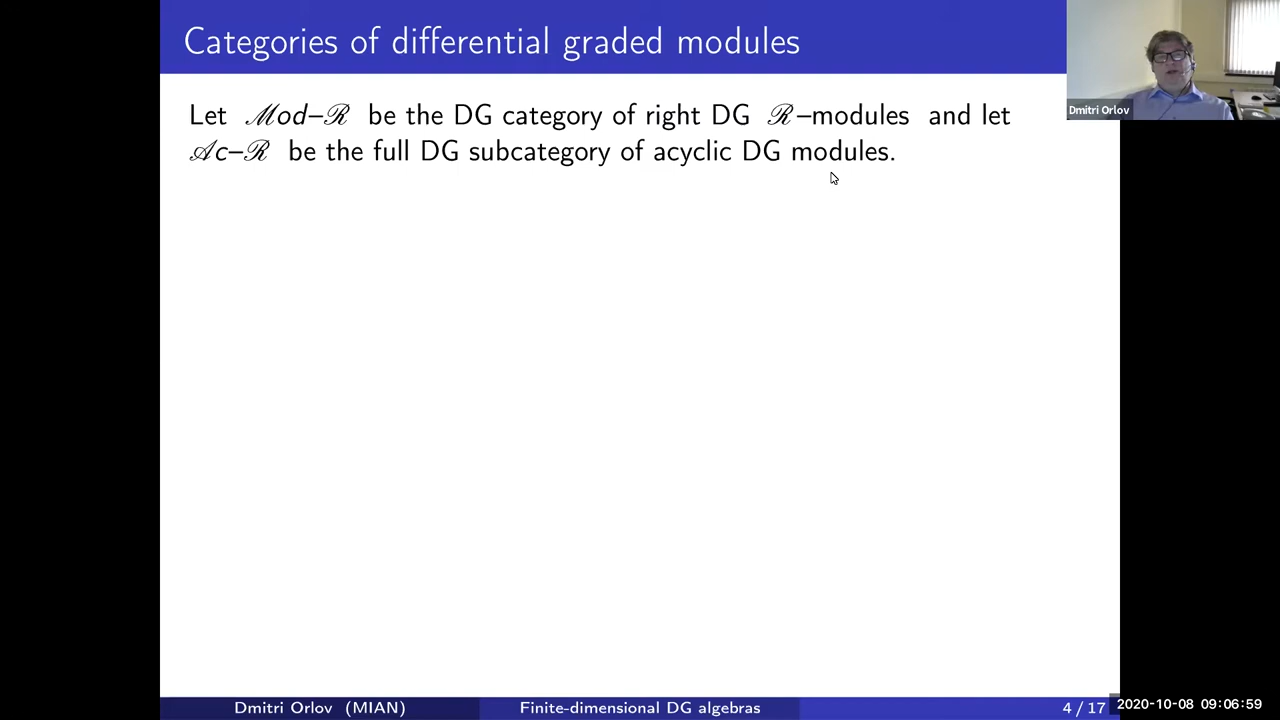 Categories of differential graded modules
Dmitri Orlov
Let ℳod–ℛ be the DG category of right DG ℛ–modules and let
𝒜c–ℛ be the full DG subcategory of acyclic DG modules.
Dmitri Orlov (MIAN)
Finite-dimensional DG algebras
4 / 17
2020-10-08 09:06:59